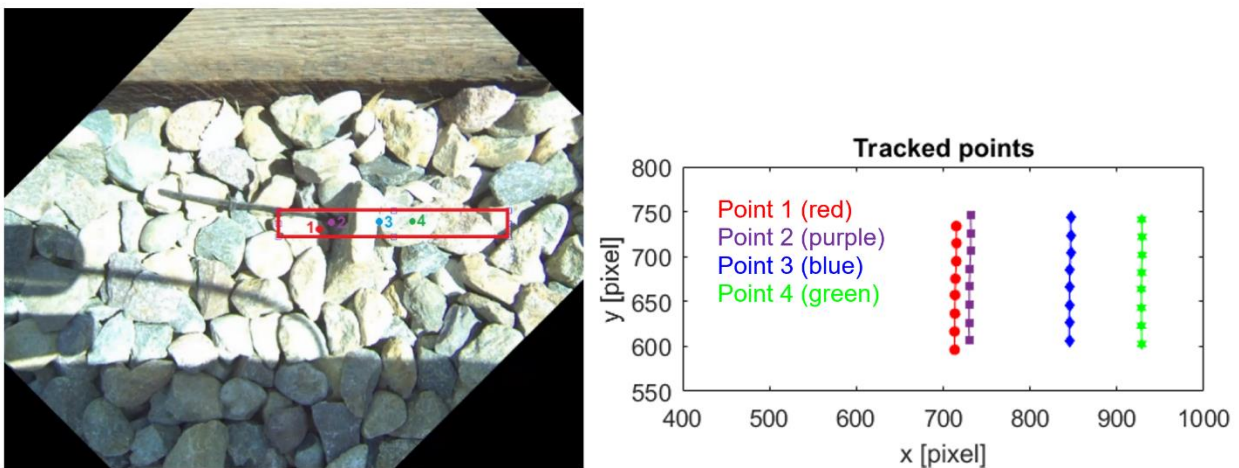 1
2
3
4
Tracked points
800
750
700
650
600
550
y [pixel]
Point 1 (red)
Point 2 (purple)
Point 3 (blue)
Point 4 (green)
400 500 600 700 800 900 1000
x [pixel]